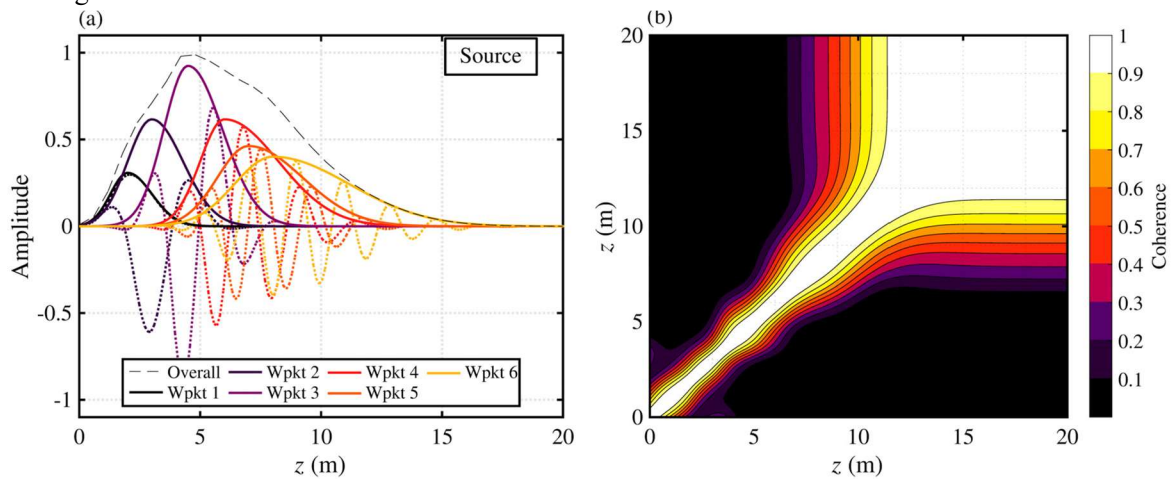 (a)
Source
1
0.5
0
-0.5
-1
Amplitude
Overall
Wpkt 1
Wpkt 2
Wpkt 3
Wpkt 4
Wpkt 5
Wpkt 6
0 5 10 15 20
z (m)
(b)
20
15
10
5
0
z (m)
0 5 10 15 20
z (m)
1
0.9
0.8
0.7
0.6
0.5
0.4
0.3
0.2
0.1
Coherence